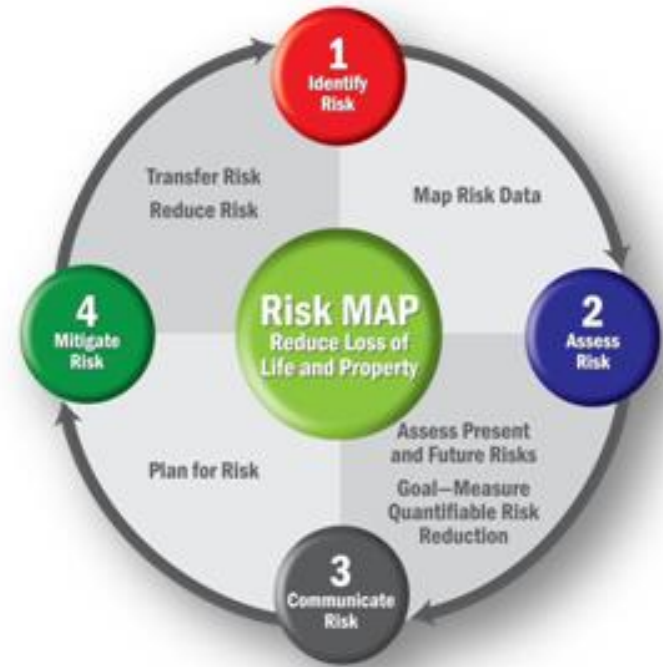 1
Identify
Risk
Transfer Risk
Reduce Risk
Map Risk Data
4
Mitigate
Risk
Risk MAP
Reduce Loss of
Life and Property
2
Assess
Risk
Plan for Risk
Assess Present
and Future Risks
Goal—Measure
Quantifiable Risk
Reduction
3
Communicate
Risk